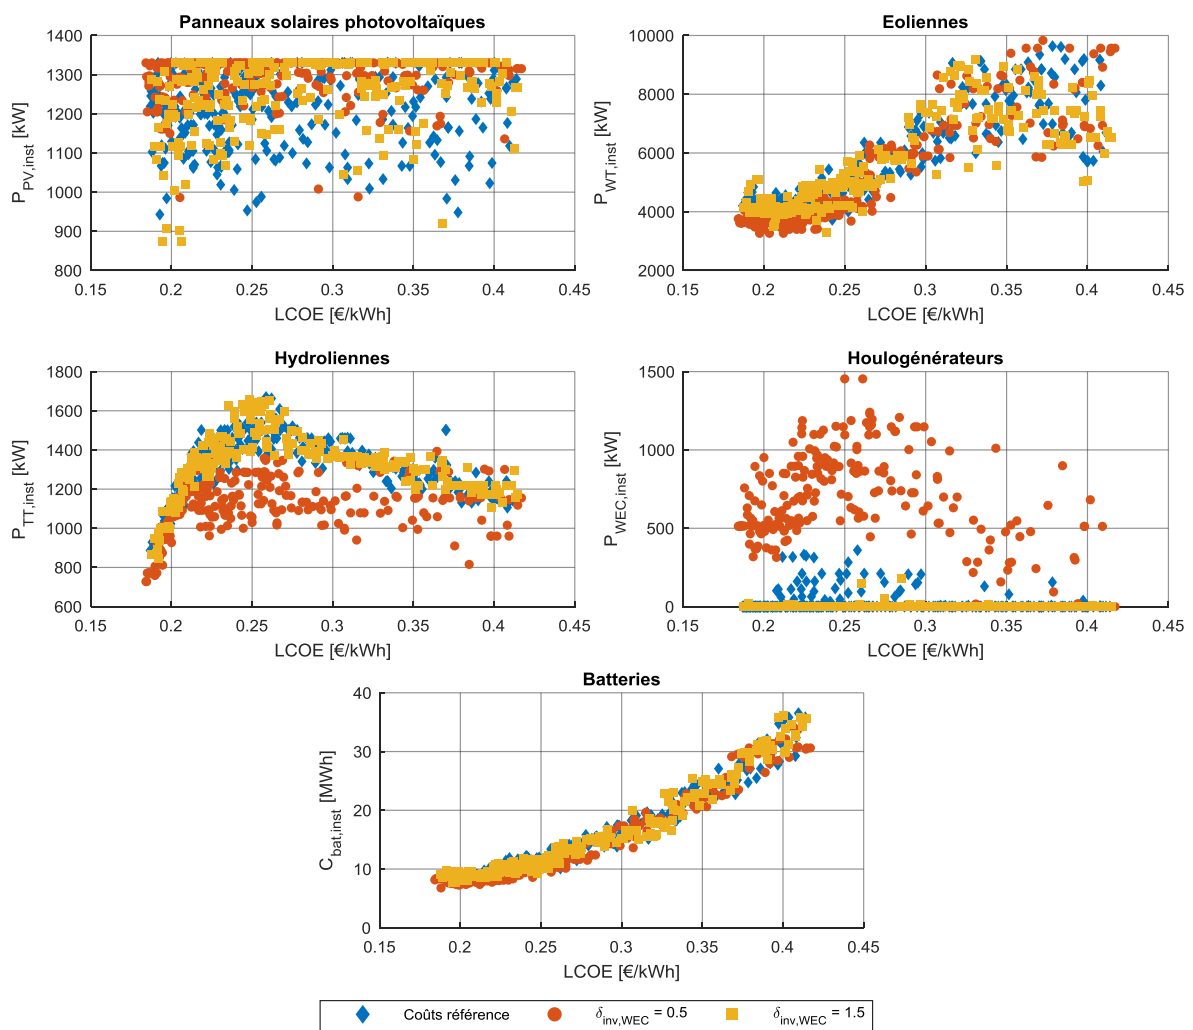 Panneaux solaires photovoltaïques
1400
1300
1200
1100
1000
900
800
P_PV,inst [kW]
0.15 0.2 0.25 0.3 0.35 0.4 0.45
LCOE [€/kWh]
Eoliennes
10000
8000
6000
4000
2000
P_WT,inst [kW]
0.15 0.2 0.25 0.3 0.35 0.4 0.45
LCOE [€/kWh]
Hydroliennes
1800
1600
1400
1200
1000
800
600
P_TT,inst [kW]
0.15 0.2 0.25 0.3 0.35 0.4 0.45
LCOE [€/kWh]
Houlogénérateurs
1500
1000
500
0
P_WEC,inst [kW]
0.15 0.2 0.25 0.3 0.35 0.4 0.45
LCOE [€/kWh]
Batteries
40
30
20
10
0
C_bat,inst [MWh]
0.15 0.2 0.25 0.3 0.35 0.4 0.45
LCOE [€/kWh]
Coûts référence δ_inv,WEC = 0.5 δ_inv,WEC = 1.5